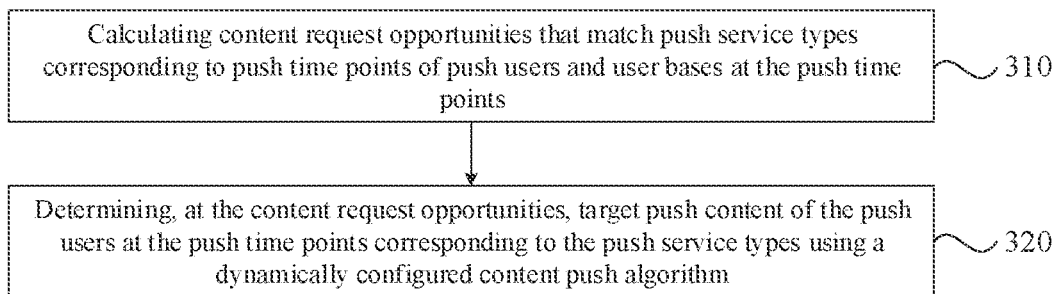 Calculating content request opportunities that match push service types
corresponding to push time points of push users and user bases at the push time
points
310
Determining, at the content request opportunities, target push content of the push
users at the push time points corresponding to the push service types using a
dynamically configured content push algorithm
320